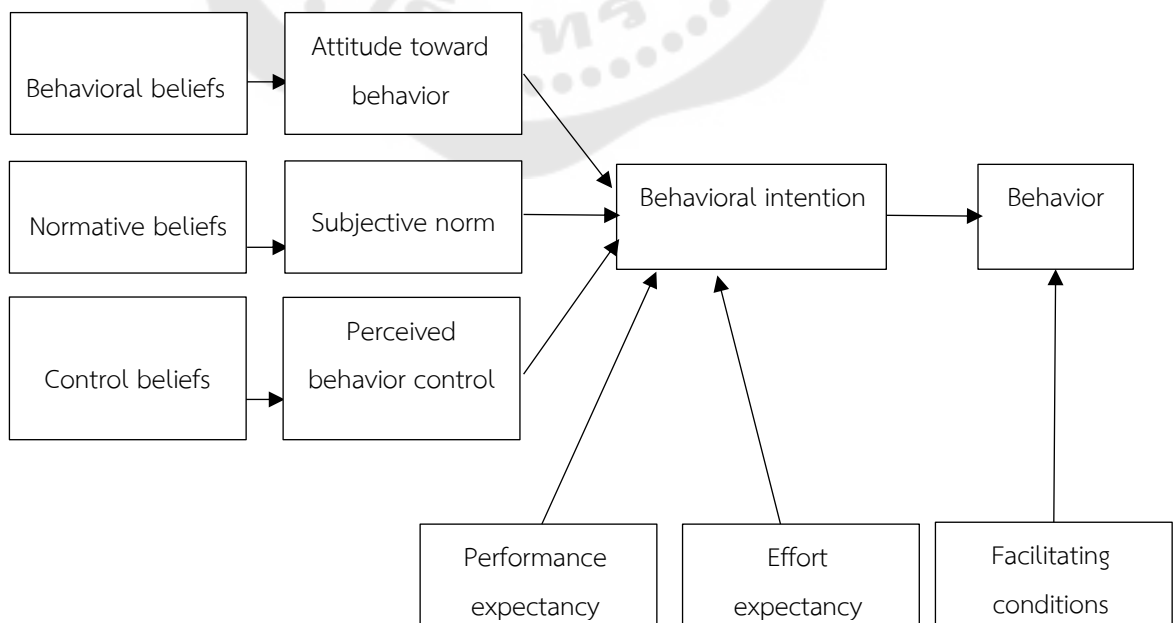 Behavioral beliefs
Attitude toward
behavior
Normative beliefs
Subjective norm
Behavioral intention
Behavior
Control beliefs
Perceived
behavior control
Performance
expectancy
Effort
expectancy
Facilitating
conditions